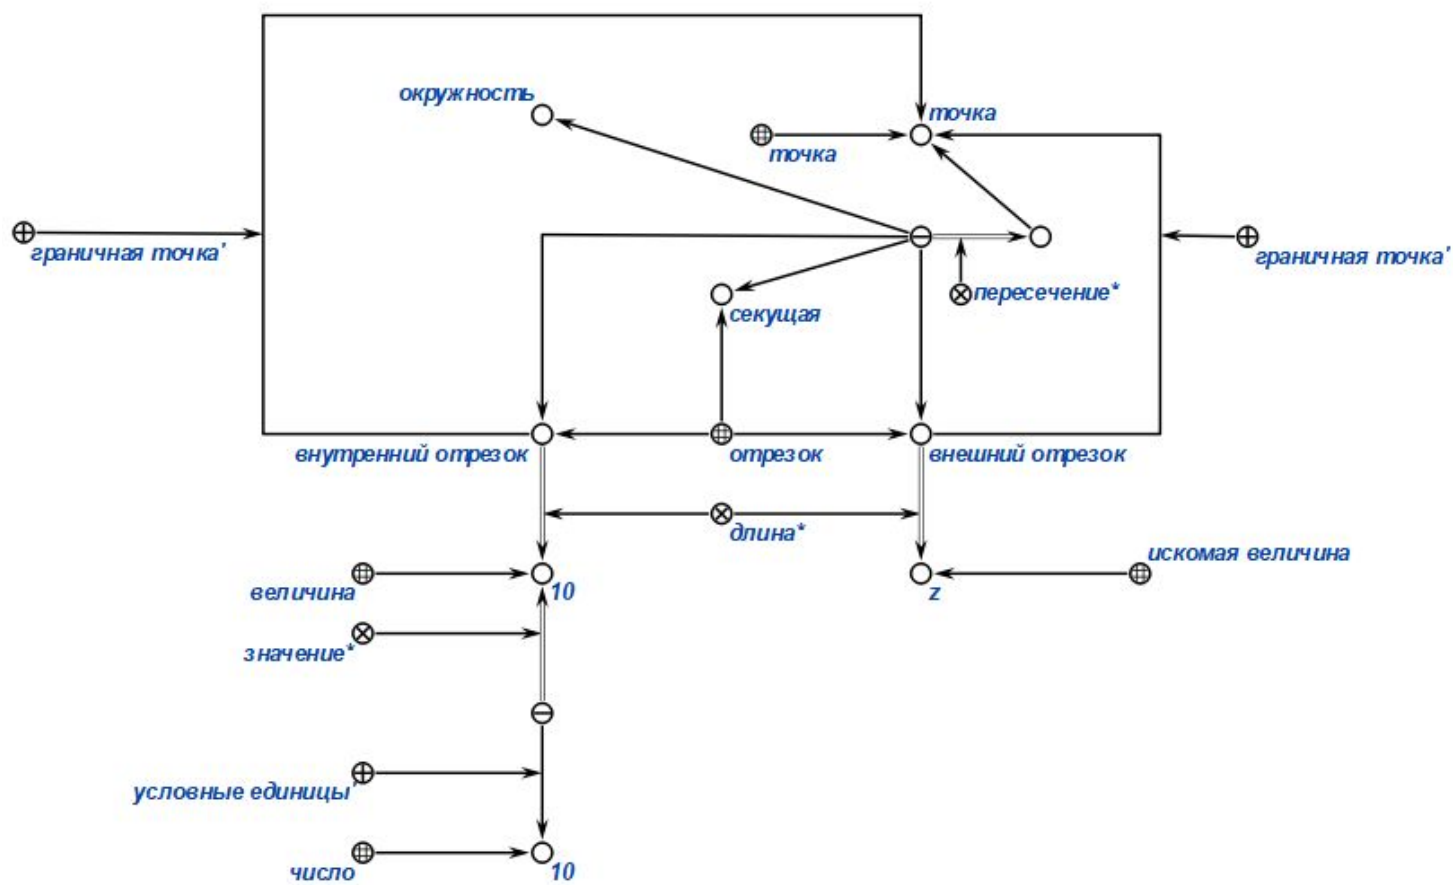 окружность
точка
точка
граничная точка'
граничная точка'
пересечение*
секущая
внутренний отрезок
отрезок
внешний отрезок
длина*
искомая величина
величина
10
z
значение*
условные единицы'
число
10